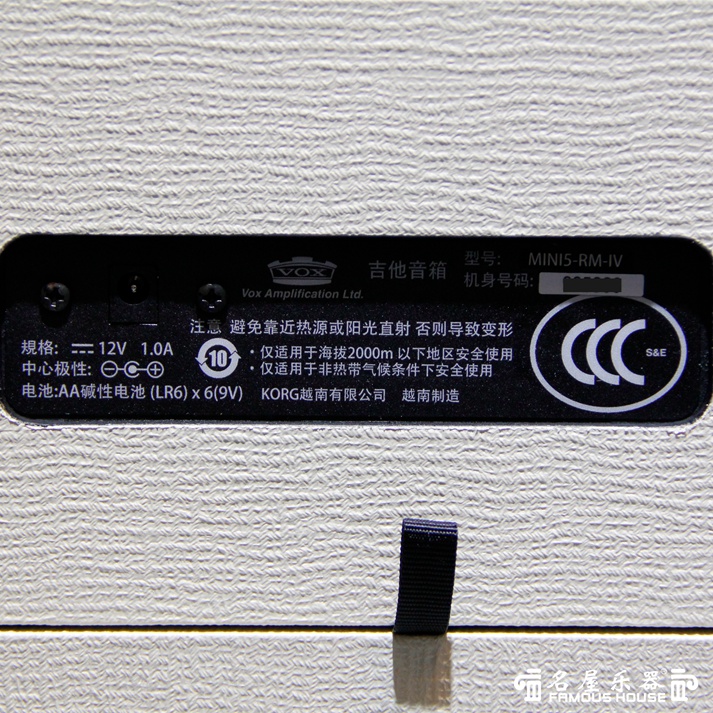 VOX
Vox Amplification Ltd.
吉他音箱
型号: MINI5-RM-IV
机身号码:
注意 避免靠近热源或阳光直射 否则导致变形
规格: 12V 1.0A
中心极性:
电池:AA碱性电池 (LR6) x 6(9V)
10
·仅适用于海拔2000m 以下地区安全使用
·仅适用于非热带气候条件下安全使用
KORG越南有限公司 越南制造
CCC S&E
名屋乐器
FAMOUS HOUSE